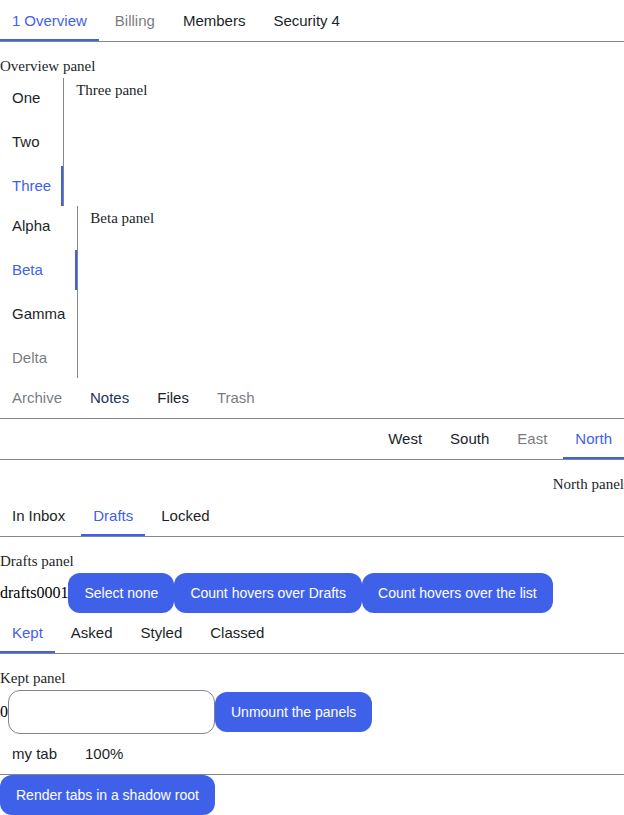 1 Overview Billing Members Security 4
Overview panel
One Three panel
Two
Three
Alpha Beta panel
Beta
Gamma
Delta
Archive Notes Files Trash
West South East North
North panel
In Inbox Drafts Locked
Drafts panel
drafts0001 Select none Count hovers over Drafts Count hovers over the list
Kept Asked Styled Classed
Kept panel
0 Unmount the panels
my tab 100%
Render tabs in a shadow root